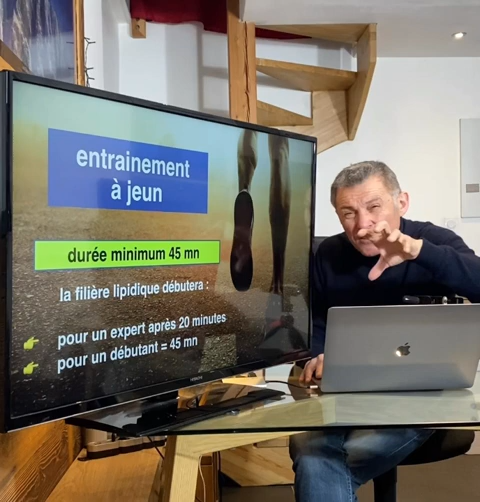 entrainement
à jeun
durée minimum 45 mn
la filière lipidique débutera :
pour un expert après 20 minutes
pour un débutant = 45 mn